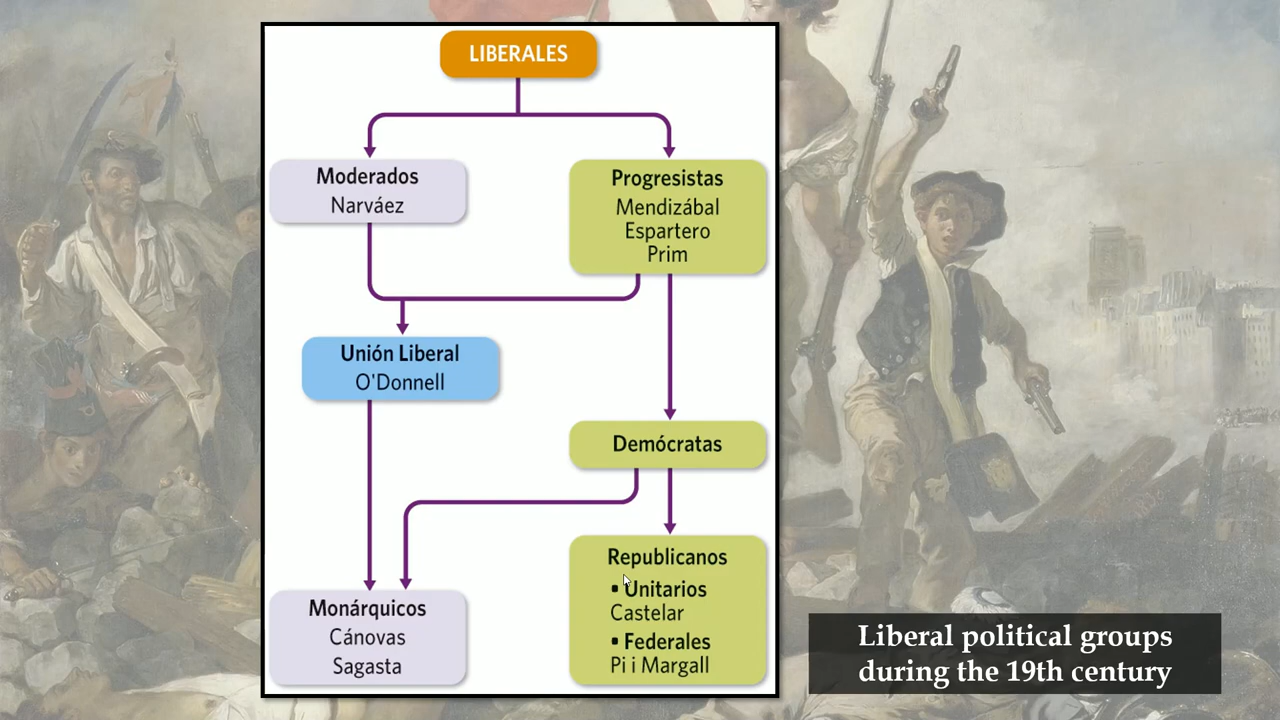 LIBERALES
Moderados
Narváez
Progresistas
Mendizábal
Espartero
Prim
Unión Liberal
O'Donnell
Demócratas
Monárquicos
Cánovas
Sagasta
Republicanos
• Unitarios
Castelar
• Federales
Pi i Margall
Liberal political groups
during the 19th century